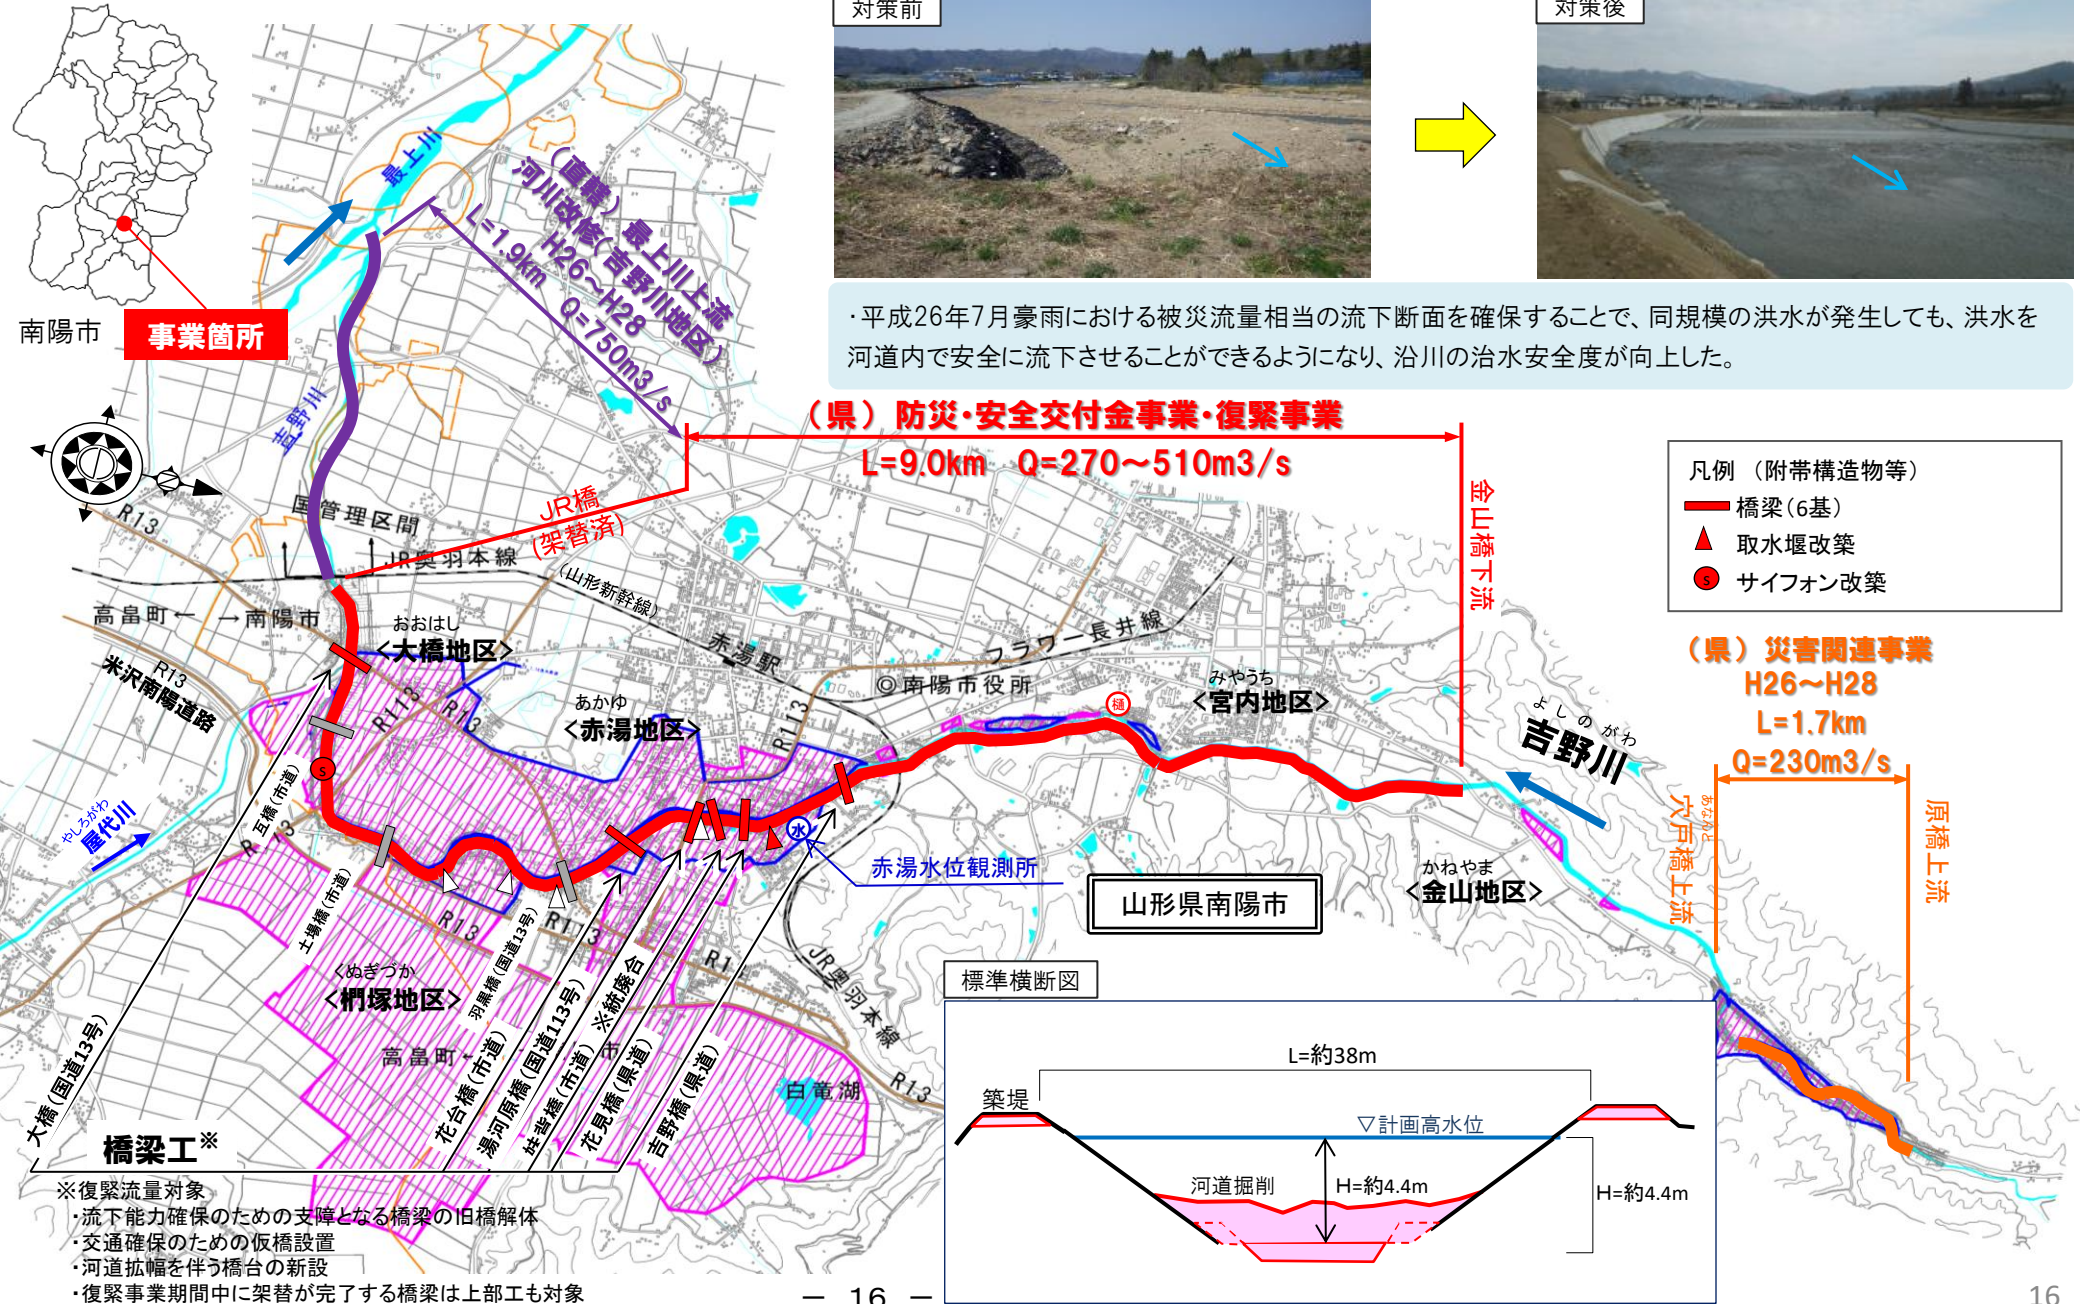 対策前
対策後
・平成26年7月豪雨における被災流量相当の流下断面を確保することで、同規模の洪水が発生しても、洪水を
河道内で安全に流下させることができるようになり、沿川の治水安全度が向上した。
南陽市
事業箇所
最上川
(直轄) 最上川上流
河川改修(吉野川地区)
H26～H28
L=1.9km Q=750m3/s
吉野川
（県）防災・安全交付金事業・復緊事業
L=9.0km Q=270～510m3/s
JR橋
(架替済)
金山橋下流
凡例 （附帯構造物等）
橋梁(6基)
取水堰改築
S
サイフォン改築
（県）災害関連事業
H26～H28
L=1.7km
Q=230m3/s
あなんど
穴戸橋上流
原橋上流
R13
国管理区間
JR奥羽本線
(山形新幹線)
高畠町← →南陽市
R13
米沢南陽道路
おおはし
<大橋地区>
R113
R13
あかゆ
<赤湯地区>
赤湯駅
フラワー長井線
◎南陽市役所
R113
樋
みやうち
<宮内地区>
よしのがわ
吉野川
S
水
赤湯水位観測所
かねやま
<金山地区>
山形県南陽市
やしろがわ
屋代川
R13
R13
R113
R1
くぬぎづか
<椚塚地区>
高畠町←
市
JR奥羽本線
白竜湖
R13
大橋(国道13号)
互橋(市道)
土場橋(市道)
羽黒橋(国道13号)
花台橋(市道)
湯河原橋(国道113号)
(市道) ※統廃合
花見橋(県道)
吉野橋(県道)
橋梁工※
※復緊流量対象
・流下能力確保のための支障となる橋梁の旧橋解体
・交通確保のための仮橋設置
・河道拡幅を伴う橋台の新設
・復緊事業期間中に架替が完了する橋梁は上部工も対象
標準横断図
L=約38m
築堤
▽計画高水位
河道掘削
H=約4.4m
H=約4.4m
－ 16 －
16